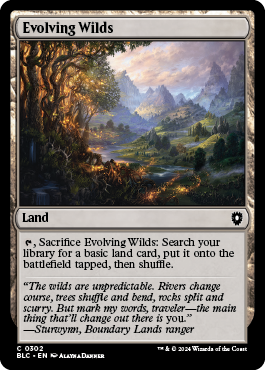 Evolving Wilds
Land
, Sacrifice Evolving Wilds: Search your
library for a basic land card, put it onto the
battlefield tapped, then shuffle.
“The wilds are unpredictable. Rivers change
course, trees shuffle and bend, rocks split and
scurry. But mark my words, traveler—the main
thing that’ll change out there is you.”
—Sturwynn, Boundary Lands ranger
C 0302
BLC • EN Alayna Danner
™ & © 2024 Wizards of the Coast